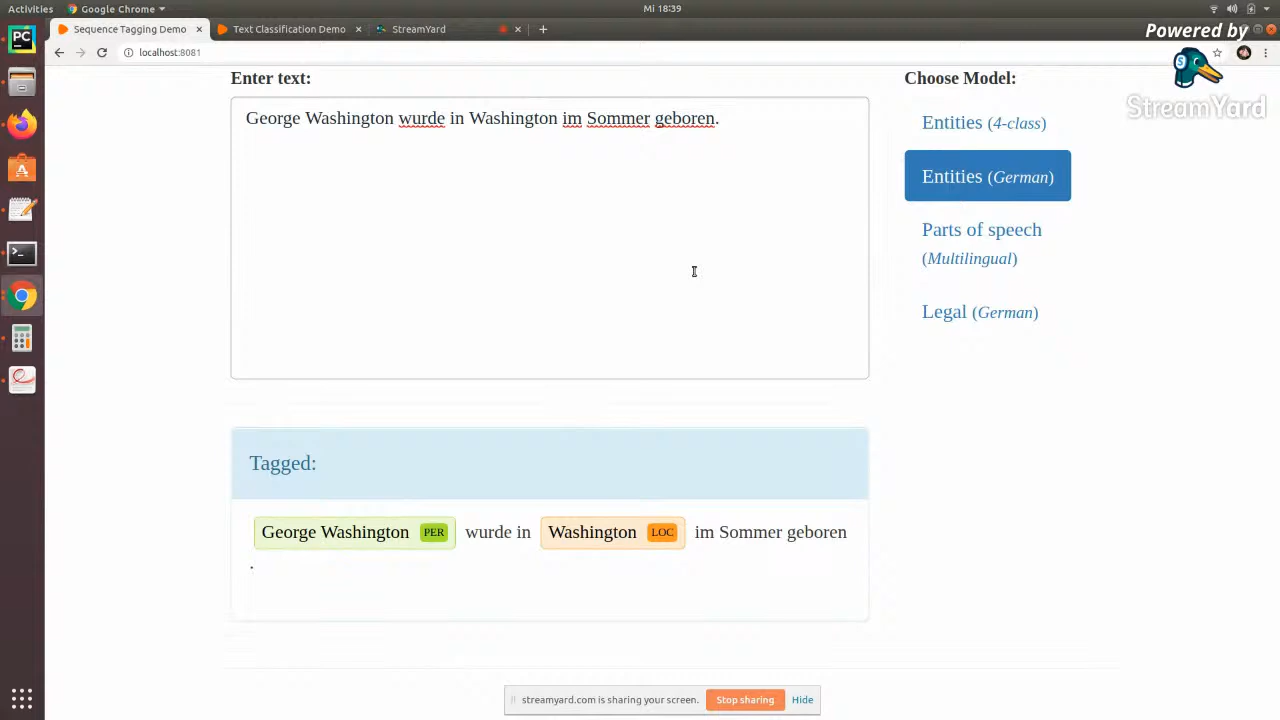 Activities
Google Chrome
Mi 18:39
Sequence Tagging Demo
Text Classification Demo
StreamYard
Powered by
localhost:8081
StreamYard
Enter text:
George Washington wurde in Washington im Sommer geboren.
Choose Model:
Entities (4-class)
Entities (German)
Parts of speech
(Multilingual)
Legal (German)
Tagged:
George Washington PER wurde in Washington LOC im Sommer geboren
.
streamyard.com is sharing your screen. Stop sharing Hide
PC